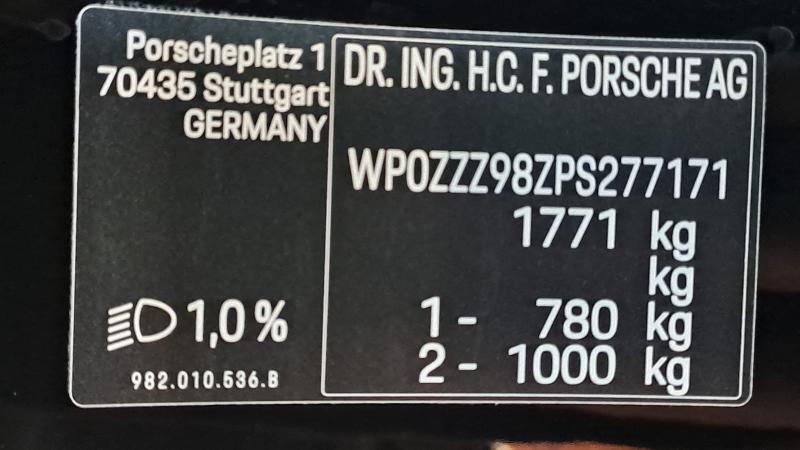 Porscheplatz 1
70435 Stuttgart
GERMANY
DR. ING. H.C. F. PORSCHE AG
WP0ZZZ98ZPS277171
1771 kg
kg
1 - 780 kg
2 - 1000 kg
1,0 %
982.010.536.B